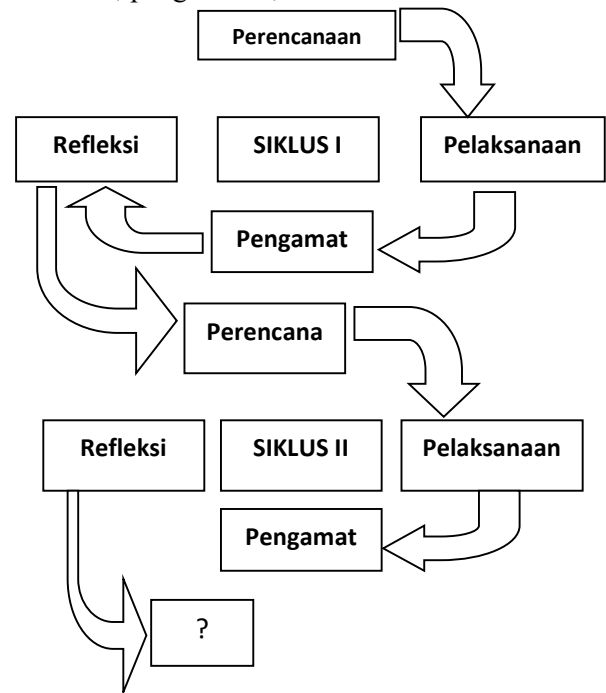 Perencanaan
Refleksi
SIKLUS I
Pelaksanaan
Pengamat
Perencana
Refleksi
SIKLUS II
Pelaksanaan
Pengamat
?